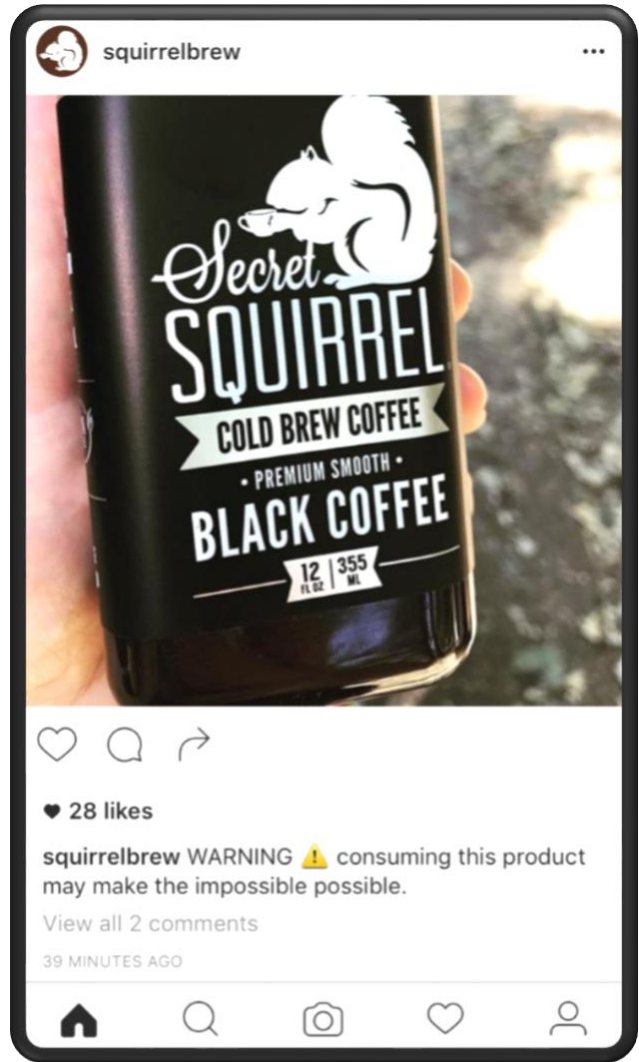 squirrelbrew
Secret
SQUIRREL
COLD BREW COFFEE
• PREMIUM SMOOTH •
BLACK COFFEE
12 FL OZ | 355 ML
28 likes
squirrelbrew WARNING ⚠️ consuming this product
may make the impossible possible.
View all 2 comments
39 MINUTES AGO